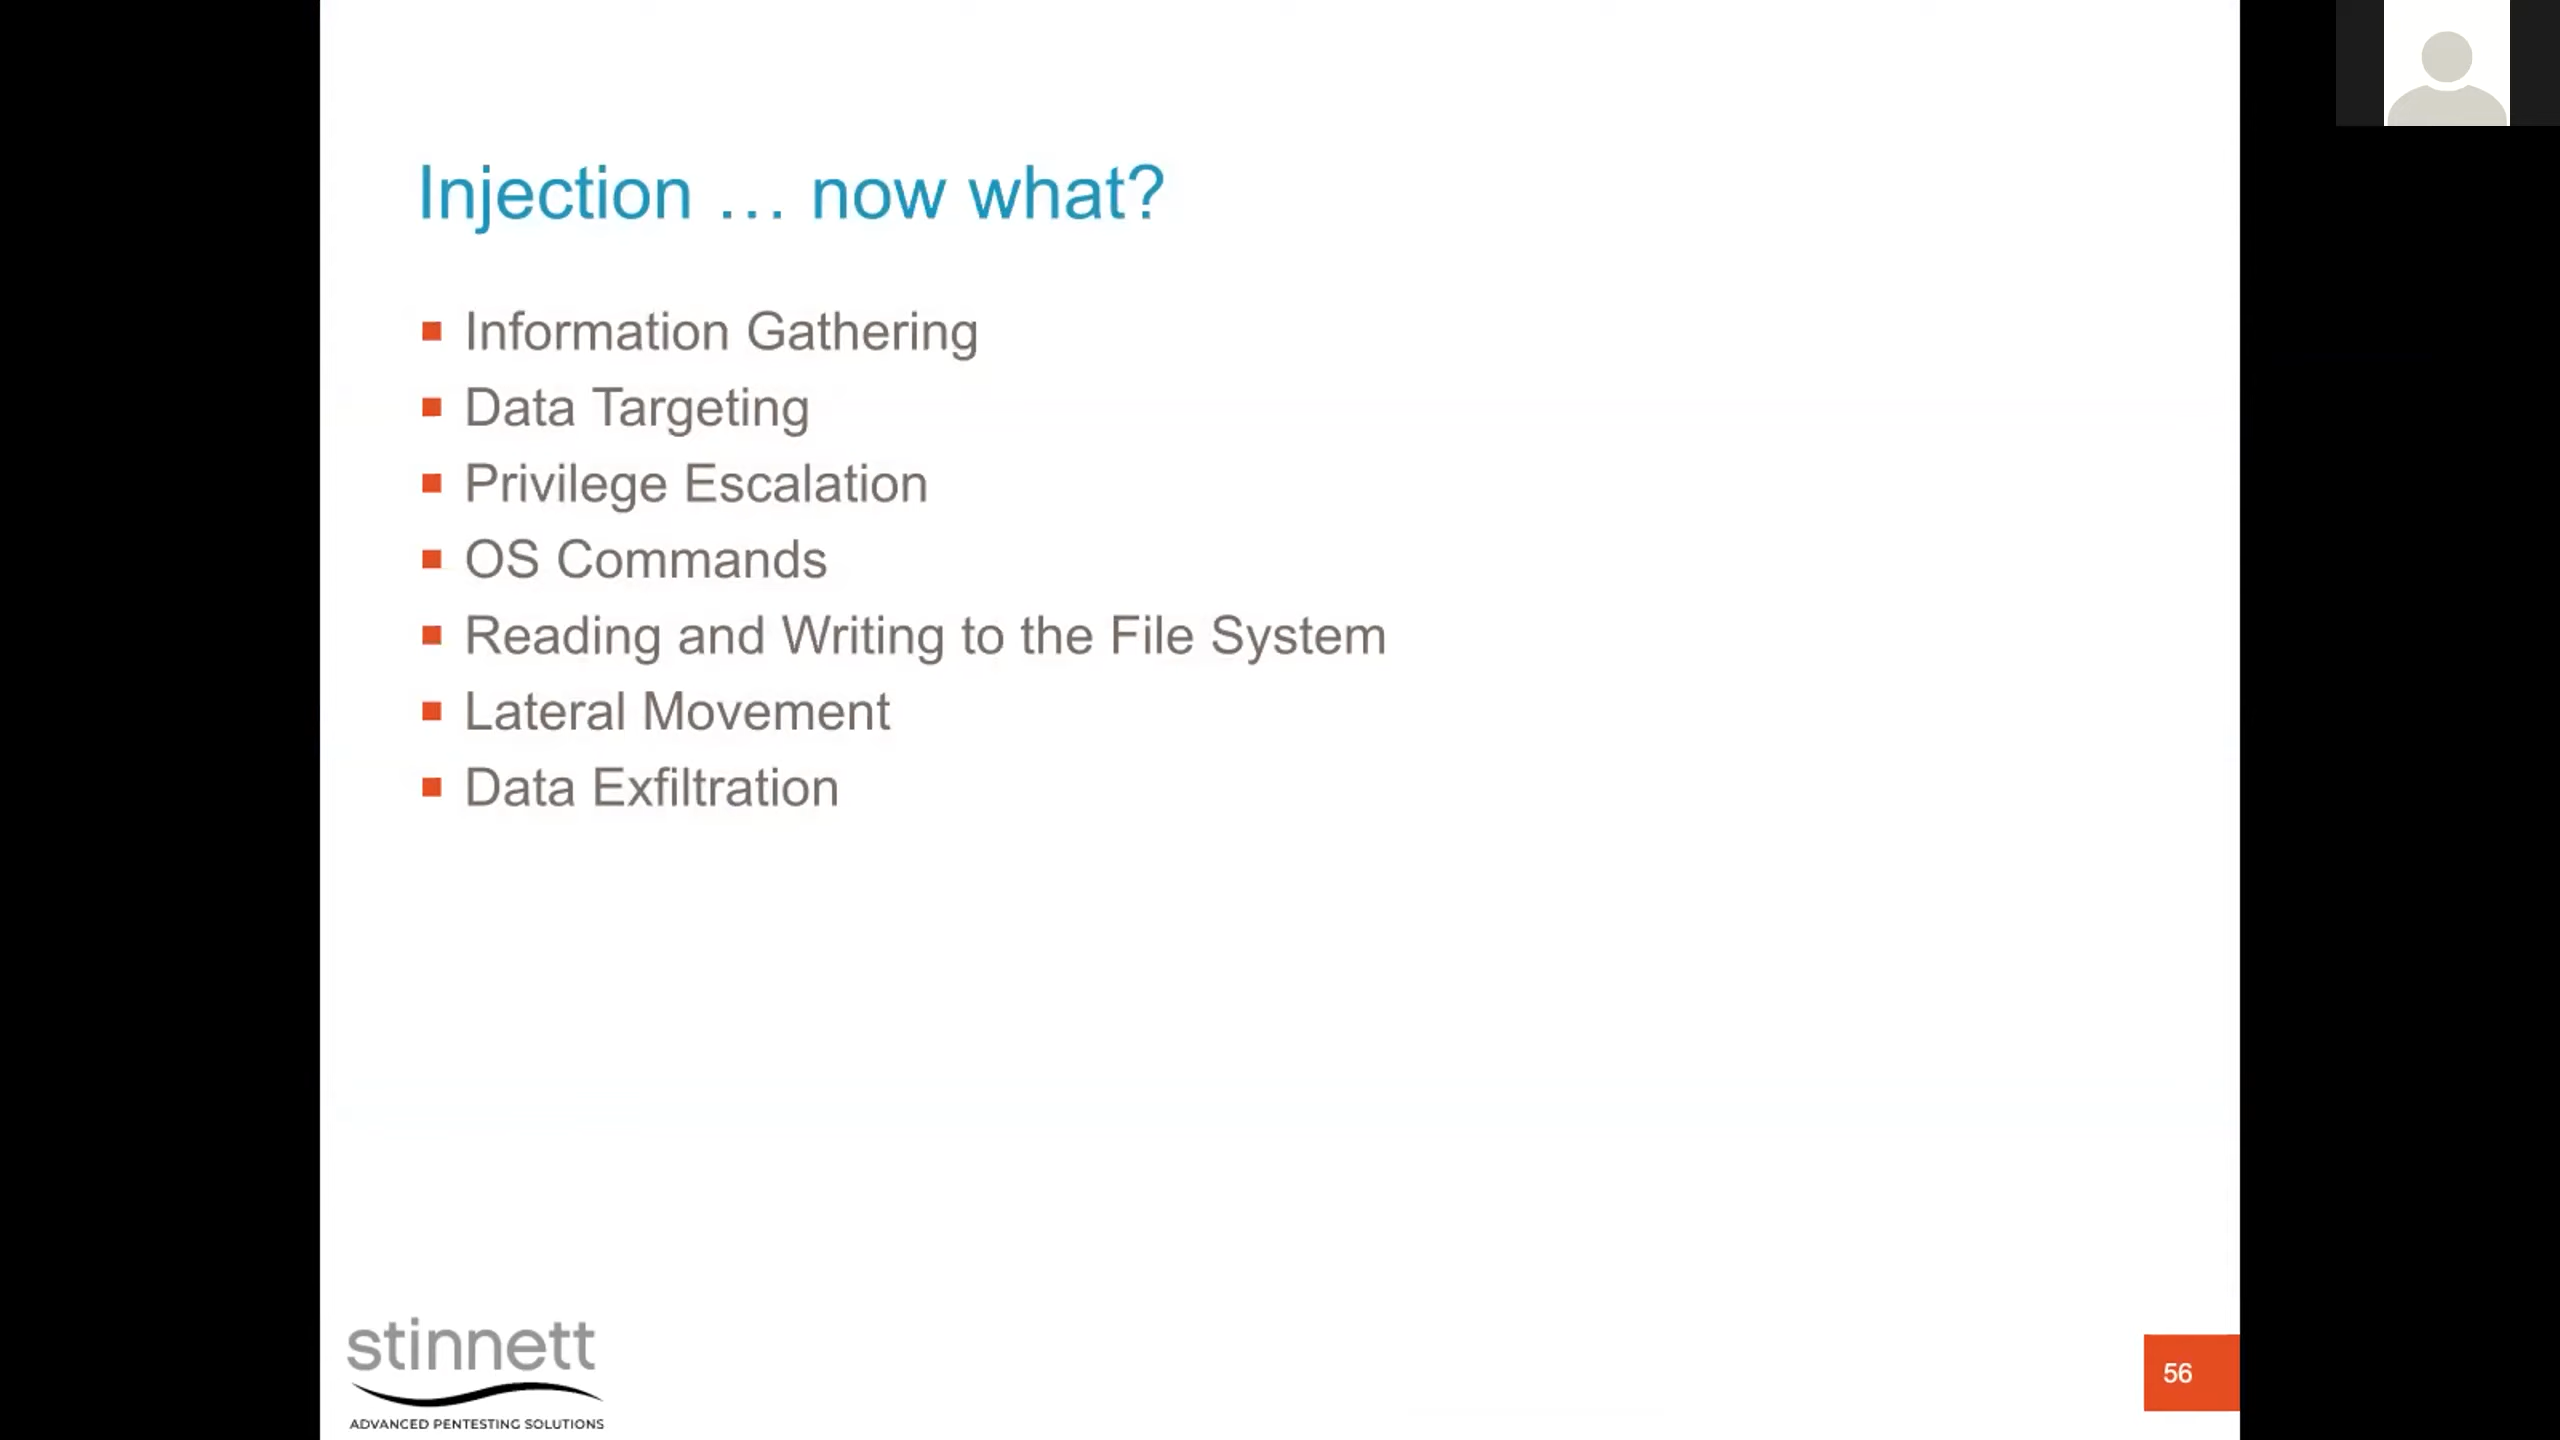 Injection … now what?
Information Gathering
Data Targeting
Privilege Escalation
OS Commands
Reading and Writing to the File System
Lateral Movement
Data Exfiltration
stinnett
ADVANCED PENTESTING SOLUTIONS
56